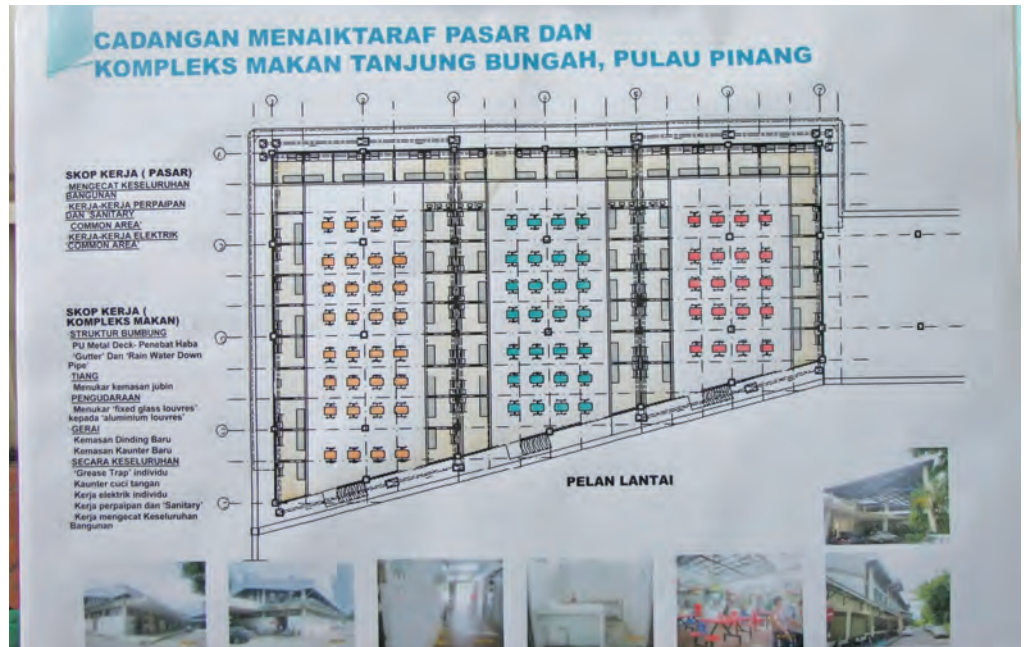 CADANGAN MENAIKTARAF PASAR DAN
KOMPLEKS MAKAN TANJUNG BUNGAH, PULAU PINANG
SKOP KERJA ( PASAR)
MENGECAT KESELURUHAN
BANGUNAN
KERJA-KERJA PERPAIPAN
DAN 'SANITARY
COMMON AREA'
KERJA-KERJA ELEKTRIK
'COMMON AREA'
SKOP KERJA (
KOMPLEKS MAKAN)
STRUKTUR BUMBUNG
PU Metal Deck- Penebat Haba
'Gutter' Dan 'Rain Water Down
Pipe'
TIANG
Menukar kemasan jubin
PENGUDARAAN
Menukar 'fixed glass louvres'
kepada 'aluminium louvres'
GERAI
Kemasan Dinding Baru
Kemasan Kaunter Baru
SECARA KESELURUHAN
'Grease Trap' individu
Kaunter cuci tangan
Kerja elektrik individu
Kerja perpaipan dan 'Sanitary'
Kerja mengecat Keseluruhan
Bangunan
PELAN LANTAI